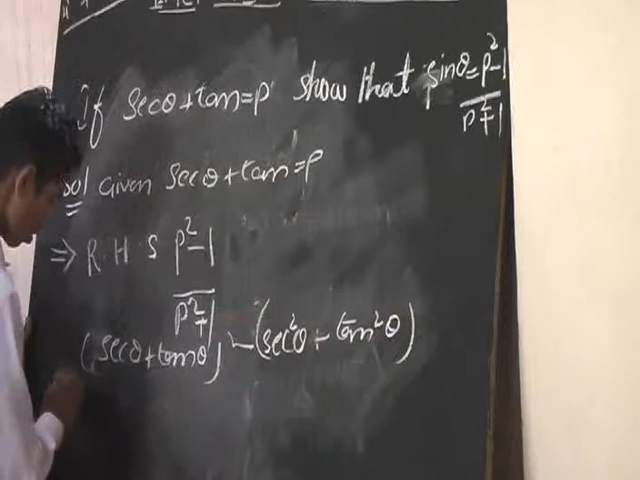 If secθ+tan=p show that sinθ=p²-1
p²+1
sol given secθ+tan=p
⇒ R H S p²-1
p²+1
(secθ+tanθ) - (sec²θ - tan²θ)